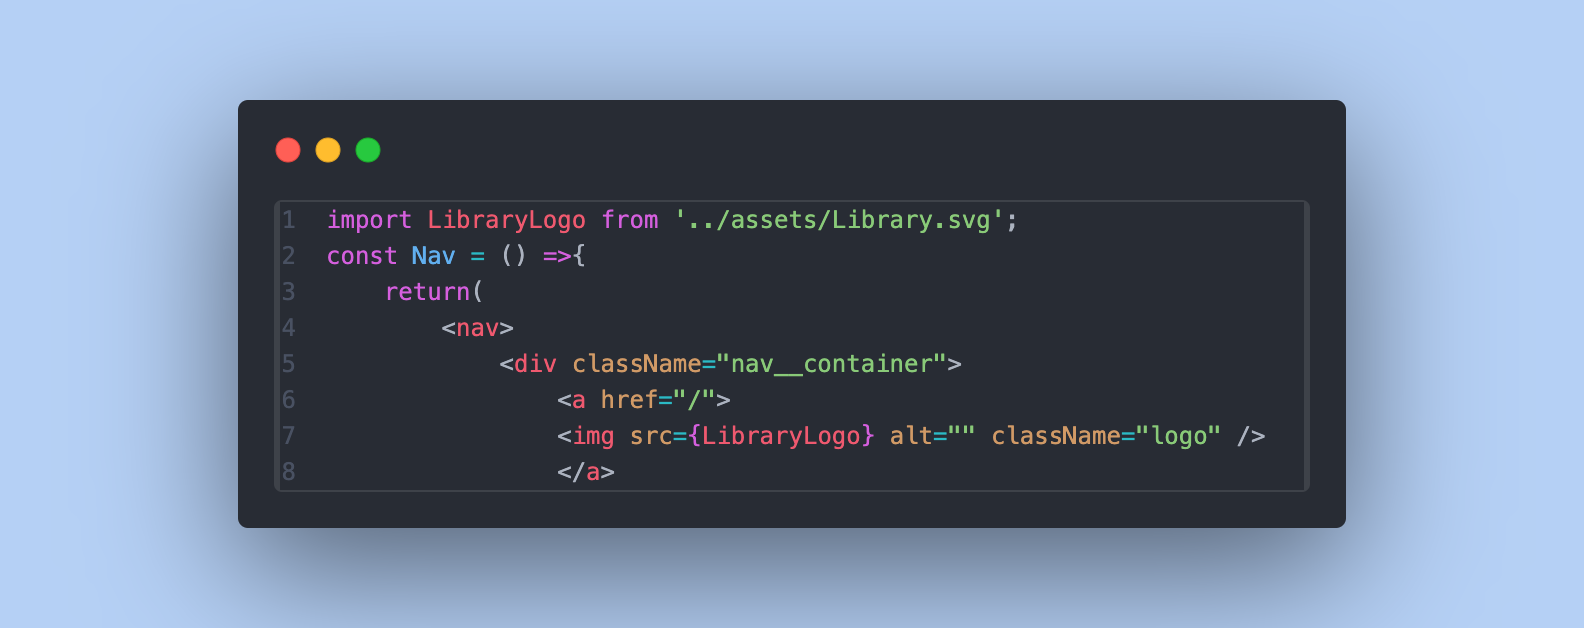 1 import LibraryLogo from '../assets/Library.svg';
2 const Nav = () =>{
3     return(
4         <nav>
5             <div className="nav__container">
6                 <a href="/">
7                 <img src={LibraryLogo} alt="" className="logo" />
8                 </a>